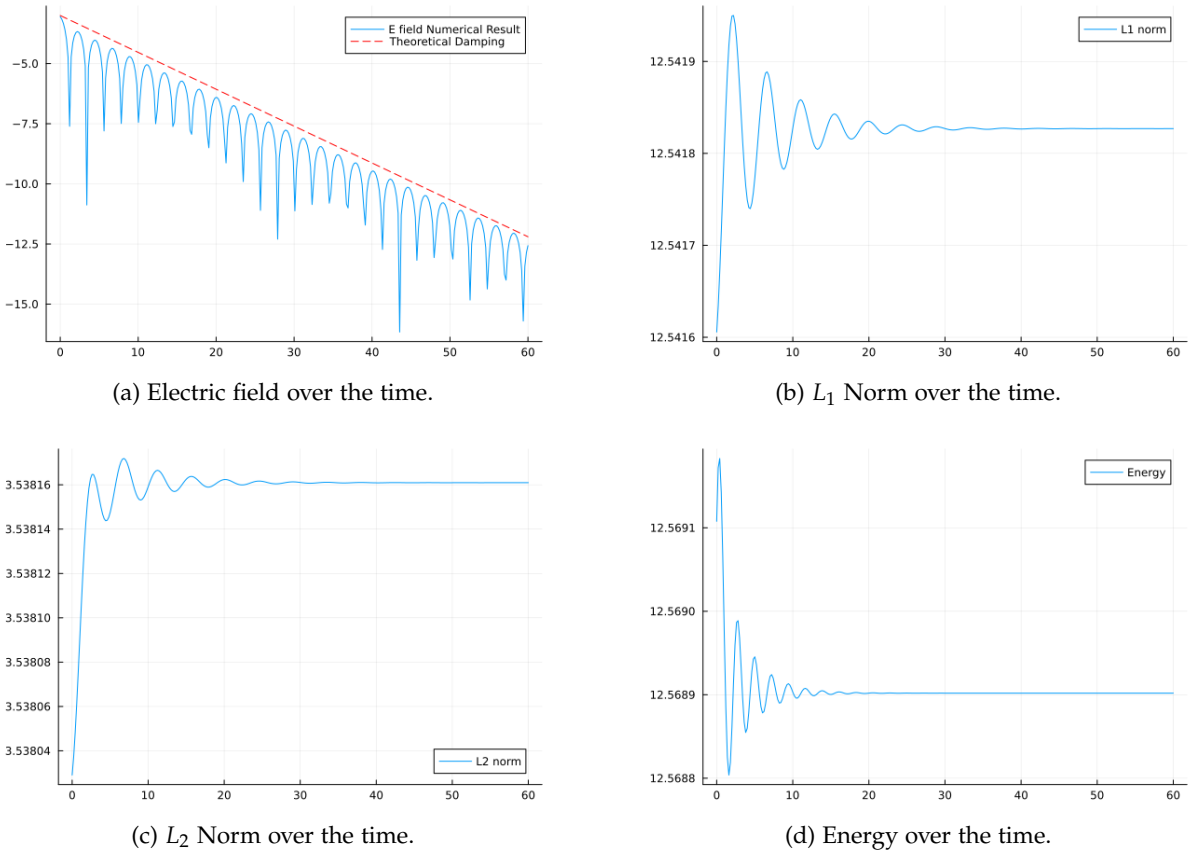 E field Numerical Result
Theoretical Damping
−5.0
−7.5
−10.0
−12.5
−15.0
0 10 20 30 40 50 60
(a) Electric field over the time.
L1 norm
12.5419
12.5418
12.5417
12.5416
0 10 20 30 40 50 60
(b) L₁ Norm over the time.
3.53816
3.53814
3.53812
3.53810
3.53808
3.53806
3.53804
L2 norm
0 10 20 30 40 50 60
(c) L₂ Norm over the time.
Energy
12.5691
12.5690
12.5689
12.5688
0 10 20 30 40 50 60
(d) Energy over the time.